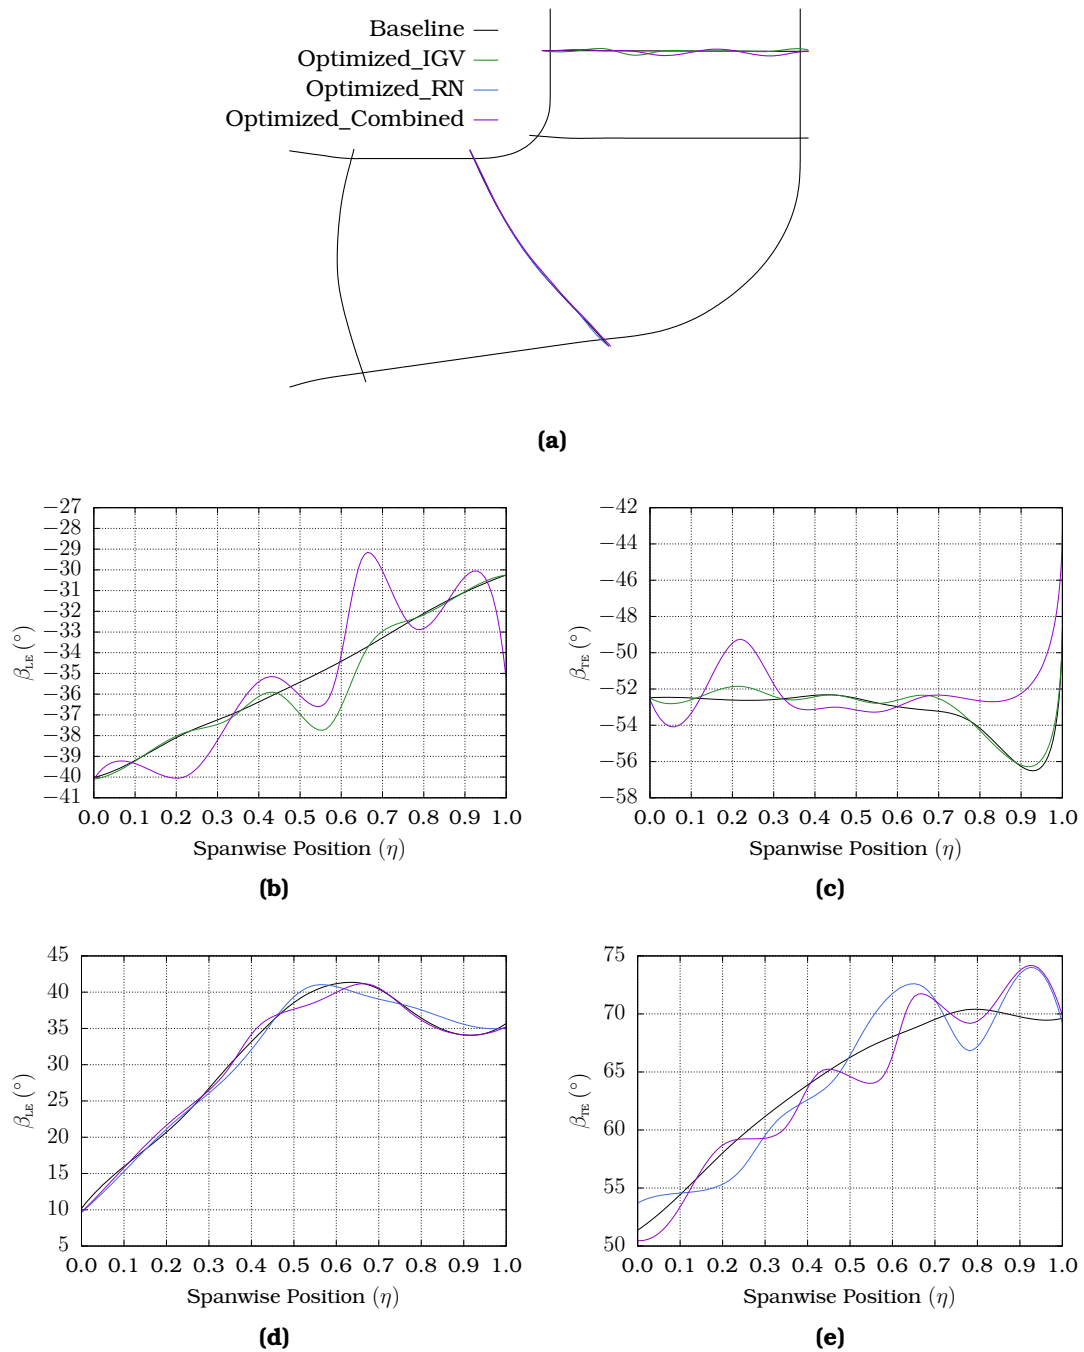 Baseline
Optimized_IGV
Optimized_RN
Optimized_Combined
(a)
−27
−28
−29
−30
−31
−32
−33
−34
−35
−36
−37
−38
−39
−40
−41
β_LE (°)
0.0 0.1 0.2 0.3 0.4 0.5 0.6 0.7 0.8 0.9 1.0
Spanwise Position (η)
(b)
−42
−44
−46
−48
−50
−52
−54
−56
−58
β_TE (°)
0.0 0.1 0.2 0.3 0.4 0.5 0.6 0.7 0.8 0.9 1.0
Spanwise Position (η)
(c)
45
40
35
30
25
20
15
10
5
β_LE (°)
0.0 0.1 0.2 0.3 0.4 0.5 0.6 0.7 0.8 0.9 1.0
Spanwise Position (η)
(d)
75
70
65
60
55
50
β_TE (°)
0.0 0.1 0.2 0.3 0.4 0.5 0.6 0.7 0.8 0.9 1.0
Spanwise Position (η)
(e)